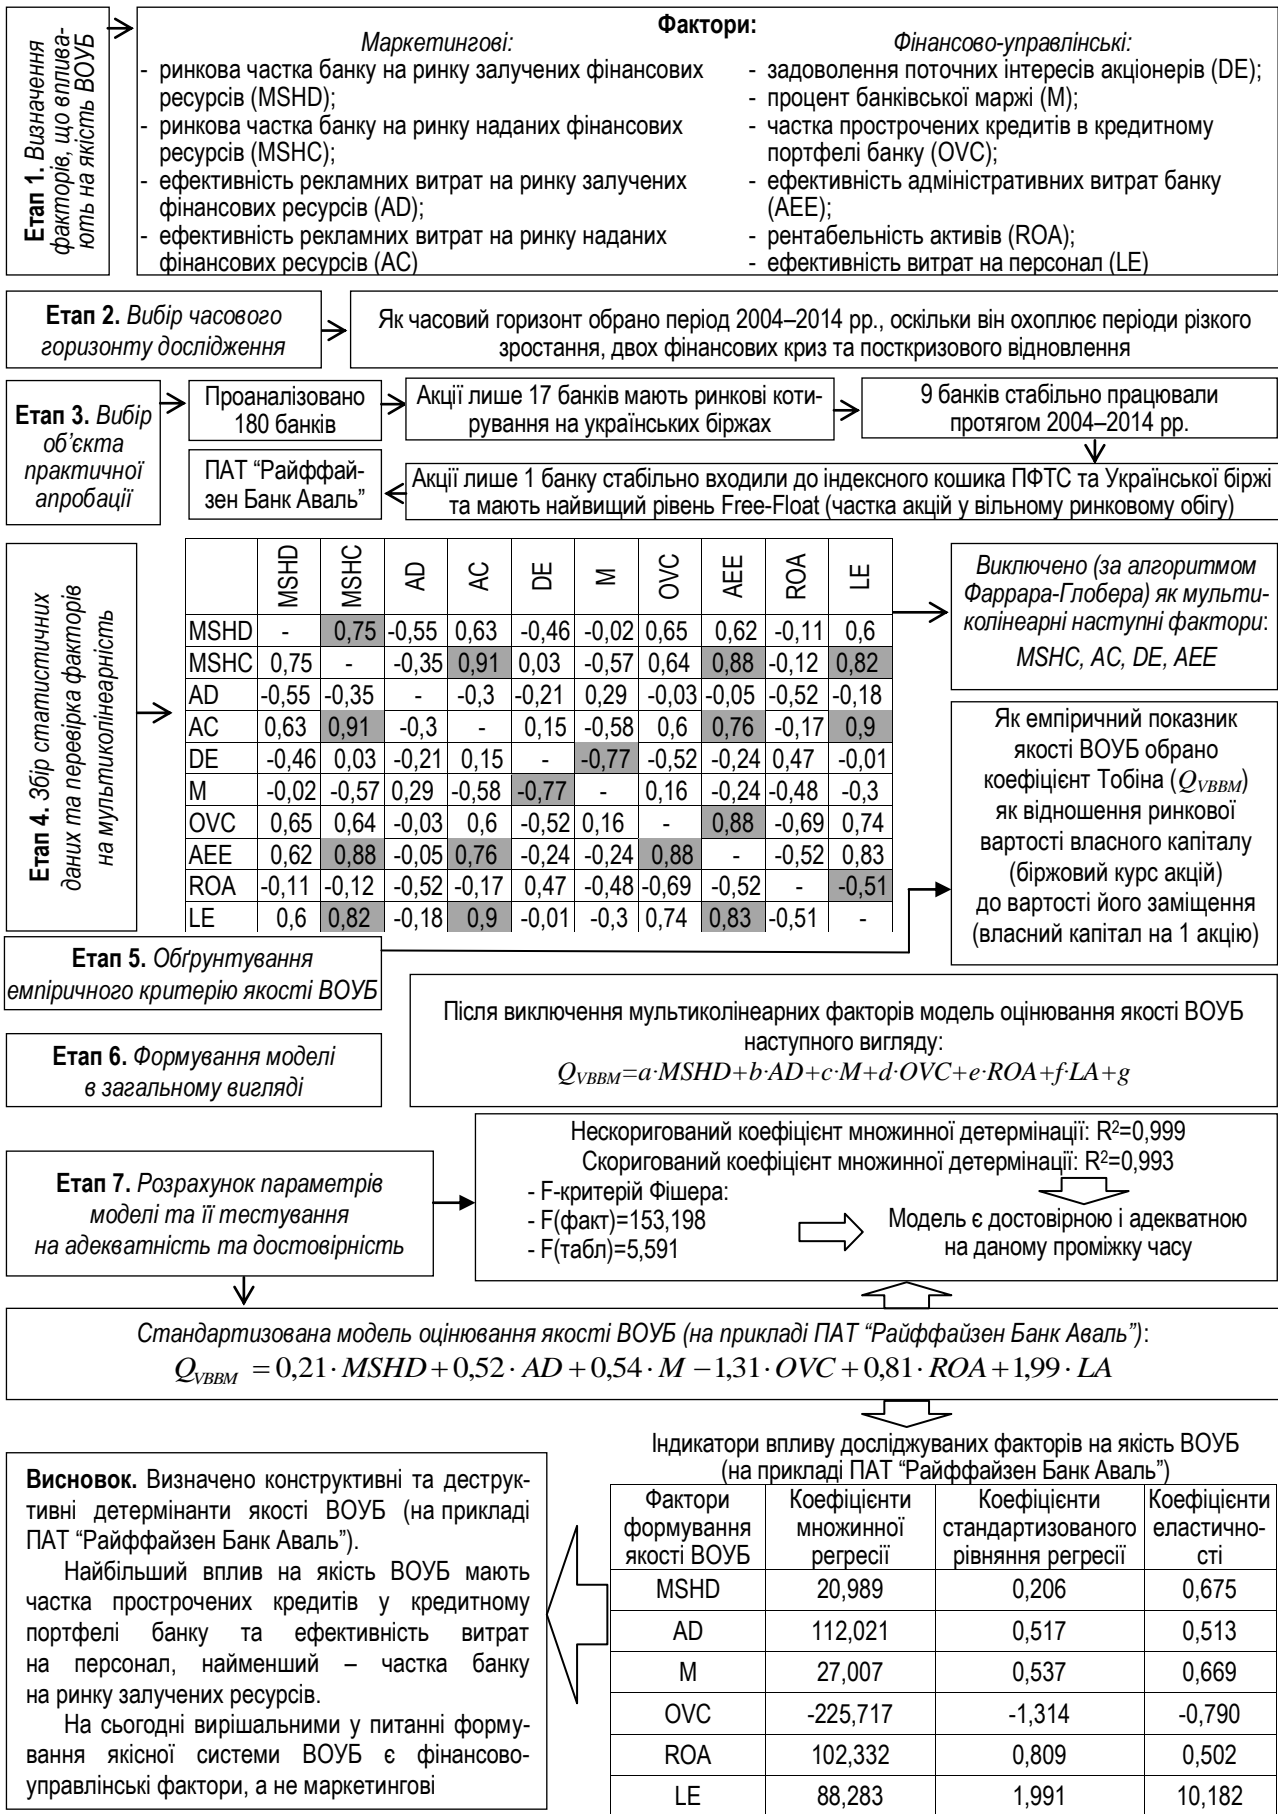 Етап 1. Визначення
факторів, що вплива-
ють на якість ВОУБ
Фактори:
Маркетингові:
- ринкова частка банку на ринку залучених фінансових
ресурсів (MSHD);
- ринкова частка банку на ринку наданих фінансових
ресурсів (MSHC);
- ефективність рекламних витрат на ринку залучених
фінансових ресурсів (AD);
- ефективність рекламних витрат на ринку наданих
фінансових ресурсів (AC)
Фінансово-управлінські:
- задоволення поточних інтересів акціонерів (DE);
- процент банківської маржі (M);
- частка прострочених кредитів в кредитному
портфелі банку (OVC);
- ефективність адміністративних витрат банку
(AEE);
- рентабельність активів (ROA);
- ефективність витрат на персонал (LE)
Етап 2. Вибір часового
горизонту дослідження
Як часовий горизонт обрано період 2004–2014 рр., оскільки він охоплює періоди різкого
зростання, двох фінансових криз та посткризового відновлення
Етап 3. Вибір
об’єкта
практичної
апробації
Проаналізовано
180 банків
Акції лише 17 банків мають ринкові коти-
рування на українських біржах
9 банків стабільно працювали
протягом 2004–2014 рр.
Акції лише 1 банку стабільно входили до індексного кошика ПФТС та Української біржі
та мають найвищий рівень Free-Float (частка акцій у вільному ринковому обігу)
ПАТ “Райффай-
зен Банк Аваль”
Етап 4. Збір статистичних
даних та перевірка факторів
на мультиколінеарність
MSHD MSHC AD AC DE M OVC AEE ROA LE
MSHD - 0,75 -0,55 0,63 -0,46 -0,02 0,65 0,62 -0,11 0,6
MSHC 0,75 - -0,35 0,91 0,03 -0,57 0,64 0,88 -0,12 0,82
AD -0,55 -0,35 - -0,3 -0,21 0,29 -0,03 -0,05 -0,52 -0,18
AC 0,63 0,91 -0,3 - 0,15 -0,58 0,6 0,76 -0,17 0,9
DE -0,46 0,03 -0,21 0,15 - -0,77 -0,52 -0,24 0,47 -0,01
M -0,02 -0,57 0,29 -0,58 -0,77 - 0,16 -0,24 -0,48 -0,3
OVC 0,65 0,64 -0,03 0,6 -0,52 0,16 - 0,88 -0,69 0,74
AEE 0,62 0,88 -0,05 0,76 -0,24 -0,24 0,88 - -0,52 0,83
ROA -0,11 -0,12 -0,52 -0,17 0,47 -0,48 -0,69 -0,52 - -0,51
LE 0,6 0,82 -0,18 0,9 -0,01 -0,3 0,74 0,83 -0,51 -
Виключено (за алгоритмом
Фаррара-Глобера) як мульти-
колінеарні наступні фактори:
MSHC, AC, DE, AEE
Етап 5. Обґрунтування
емпіричного критерію якості ВОУБ
Як емпіричний показник
якості ВОУБ обрано
коефіцієнт Тобіна (Q_VBBM)
як відношення ринкової
вартості власного капіталу
(біржовий курс акцій)
до вартості його заміщення
(власний капітал на 1 акцію)
Етап 6. Формування моделі
в загальному вигляді
Після виключення мультиколінеарних факторів модель оцінювання якості ВОУБ
наступного вигляду:
Q_VBBM=a·MSHD+b·AD+c·M+d·OVC+e·ROA+f·LA+g
Етап 7. Розрахунок параметрів
моделі та її тестування
на адекватність та достовірність
Нескоригований коефіцієнт множинної детермінації: R²=0,999
Скоригований коефіцієнт множинної детермінації: R²=0,993
- F-критерій Фішера:
- F(факт)=153,198
- F(табл)=5,591
Модель є достовірною і адекватною
на даному проміжку часу
Стандартизована модель оцінювання якості ВОУБ (на прикладі ПАТ “Райффайзен Банк Аваль”):
Q_VBBM = 0,21· MSHD + 0,52 · AD + 0,54 · M − 1,31· OVC + 0,81· ROA + 1,99 · LA
Індикатори впливу досліджуваних факторів на якість ВОУБ
(на прикладі ПАТ “Райффайзен Банк Аваль”)
Фактори формування якості ВОУБ Коефіцієнти множинної регресії Коефіцієнти стандартизованого рівняння регресії Коефіцієнти еластично-сті
MSHD 20,989 0,206 0,675
AD 112,021 0,517 0,513
M 27,007 0,537 0,669
OVC -225,717 -1,314 -0,790
ROA 102,332 0,809 0,502
LE 88,283 1,991 10,182
Висновок. Визначено конструктивні та деструк-
тивні детермінанти якості ВОУБ (на прикладі
ПАТ “Райффайзен Банк Аваль”).
Найбільший вплив на якість ВОУБ мають
частка прострочених кредитів у кредитному
портфелі банку та ефективність витрат
на персонал, найменший – частка банку
на ринку залучених ресурсів.
На сьогодні вирішальними у питанні форму-
вання якісної системи ВОУБ є фінансово-
управлінські фактори, а не маркетингові